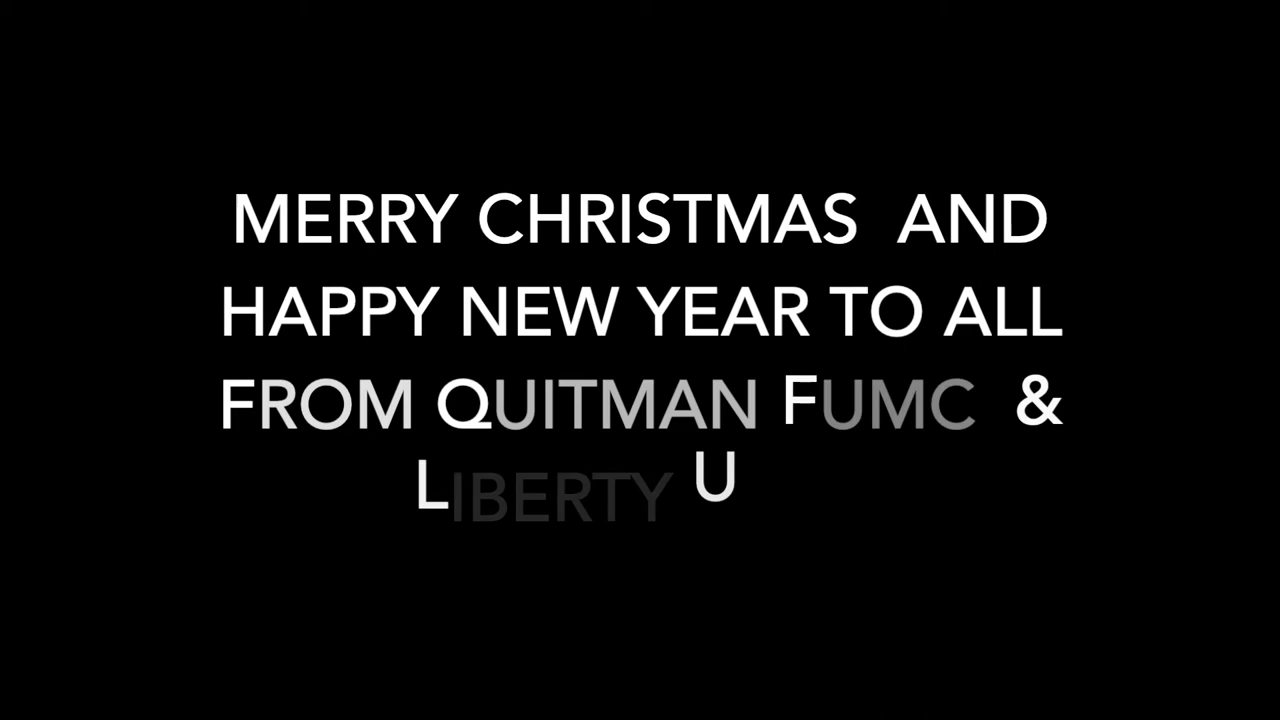 MERRY CHRISTMAS AND
HAPPY NEW YEAR TO ALL
FROM QUITMAN FUMC &
LIBERTY U